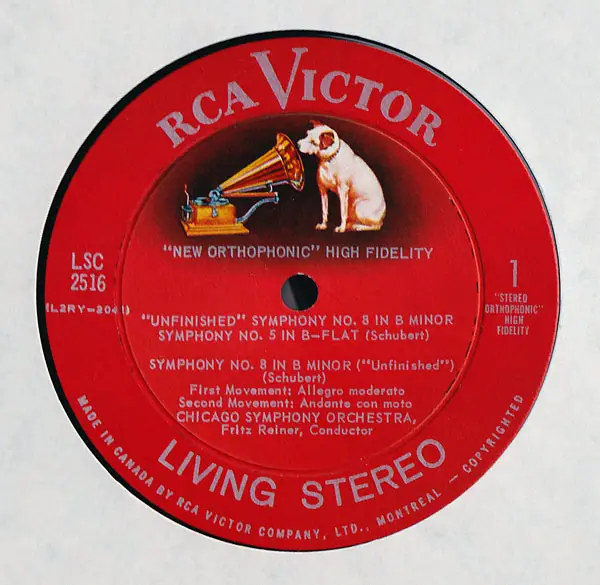 RCA VICTOR
"NEW ORTHOPHONIC" HIGH FIDELITY
LSC
2516
(L2RY-2041)
1
"STEREO
ORTHOPHONIC"
HIGH
FIDELITY
"UNFINISHED" SYMPHONY NO. 8 IN B MINOR
SYMPHONY NO. 5 IN B-FLAT (Schubert)
SYMPHONY NO. 8 IN B MINOR ("Unfinished")
(Schubert)
First Movement: Allegro moderato
Second Movement: Andante con moto
CHICAGO SYMPHONY ORCHESTRA,
Fritz Reiner, Conductor
LIVING STEREO
MADE IN CANADA BY RCA VICTOR COMPANY, LTD., MONTREAL — COPYRIGHTED